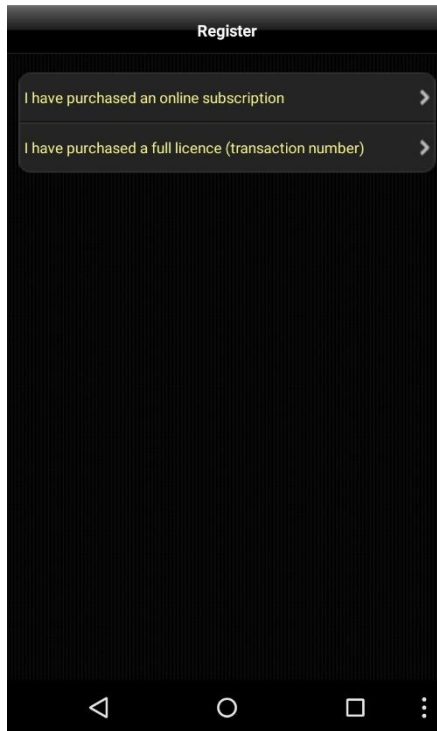 Register
I have purchased an online subscription
I have purchased a full licence (transaction number)